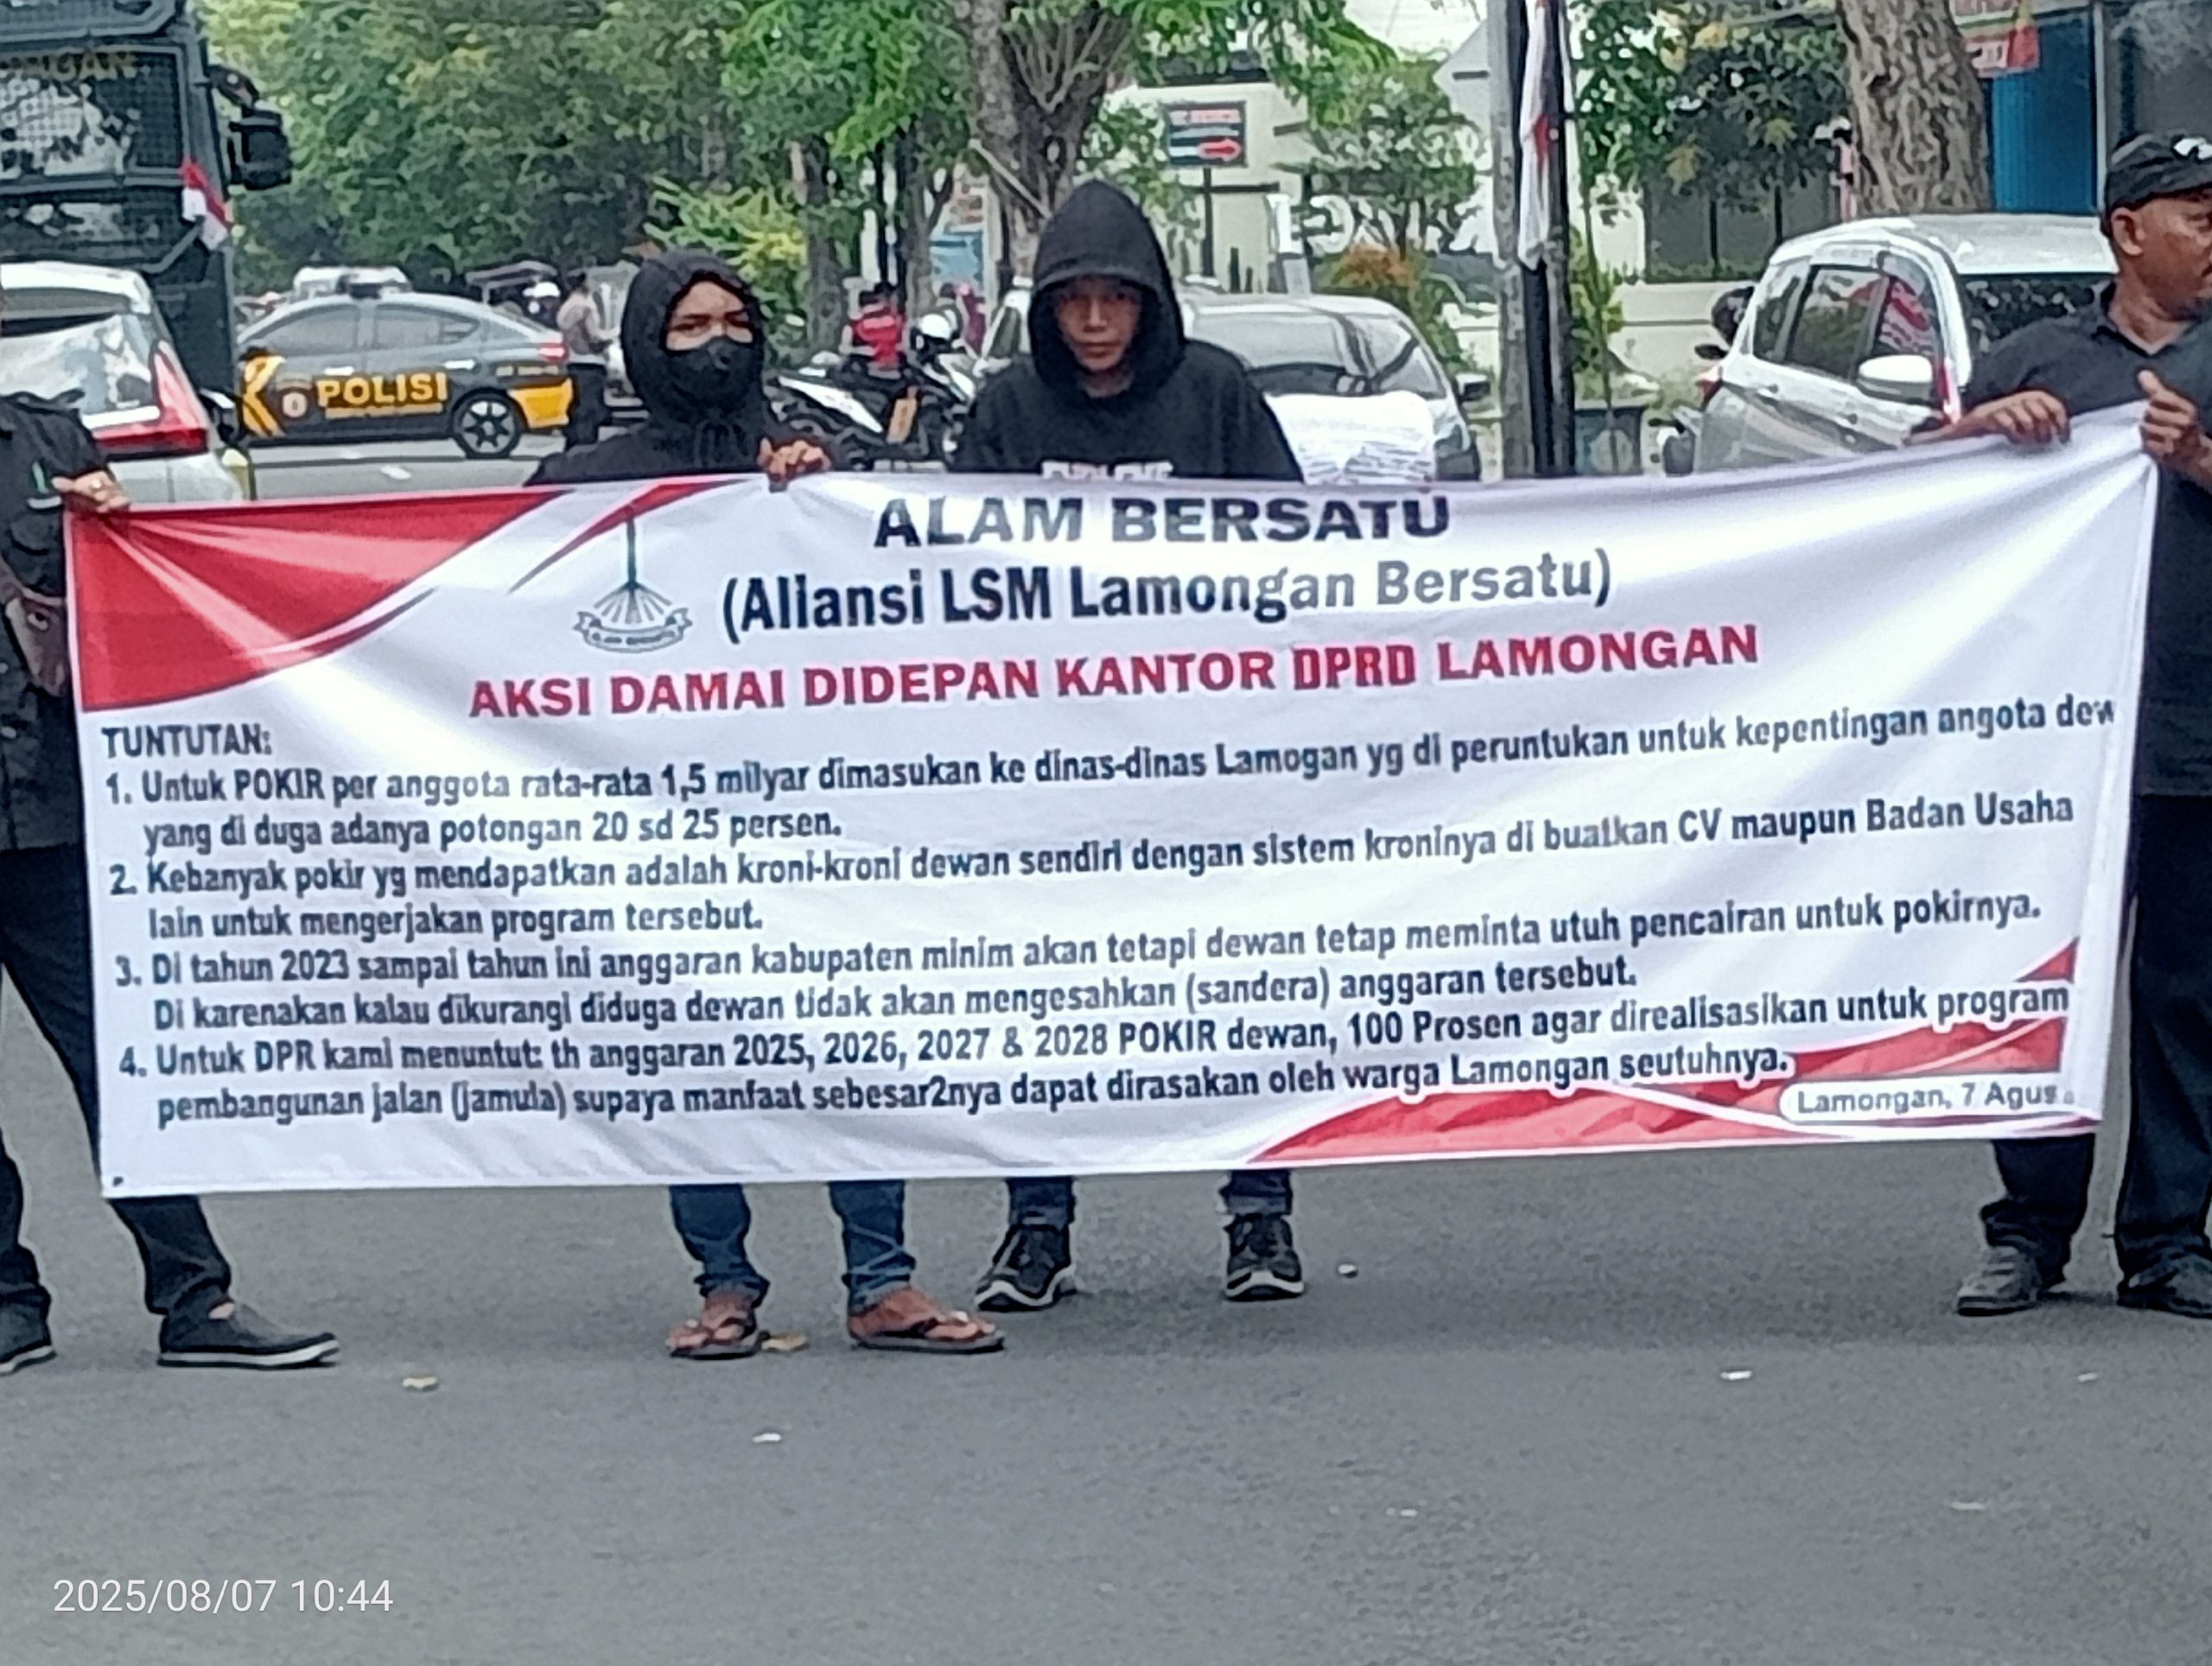 POLISI
ALAM BERSATU
(Aliansi LSM Lamongan Bersatu)
AKSI DAMAI DIDEPAN KANTOR DPRD LAMONGAN
TUNTUTAN:
1. Untuk POKIR per anggota rata-rata 1,5 milyar dimasukan ke dinas-dinas Lamogan yg di peruntukan untuk kepentingan angota dew
yang di duga adanya potongan 20 sd 25 persen.
2. Kebanyak pokir yg mendapatkan adalah kroni-kroni dewan sendiri dengan sistem kroninya di buatkan CV maupun Badan Usaha
lain untuk mengerjakan program tersebut.
3. Di tahun 2023 sampai tahun ini anggaran kabupaten minim akan tetapi dewan tetap meminta utuh pencairan untuk pokirnya.
Di karenakan kalau dikurangi diduga dewan tidak akan mengesahkan (sandera) anggaran tersebut.
4. Untuk DPR kami menuntut: th anggaran 2025, 2026, 2027 & 2028 POKIR dewan, 100 Prosen agar direalisasikan untuk program
pembangunan jalan (jamula) supaya manfaat sebesar2nya dapat dirasakan oleh warga Lamongan seutuhnya.
Lamongan, 7 Agus
2025/08/07 10:44